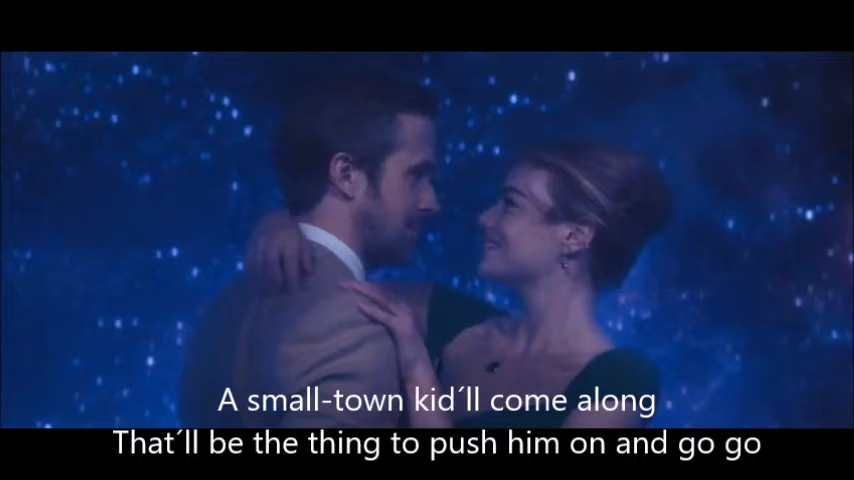 A small-town kid´ll come along
That´ll be the thing to push him on and go go